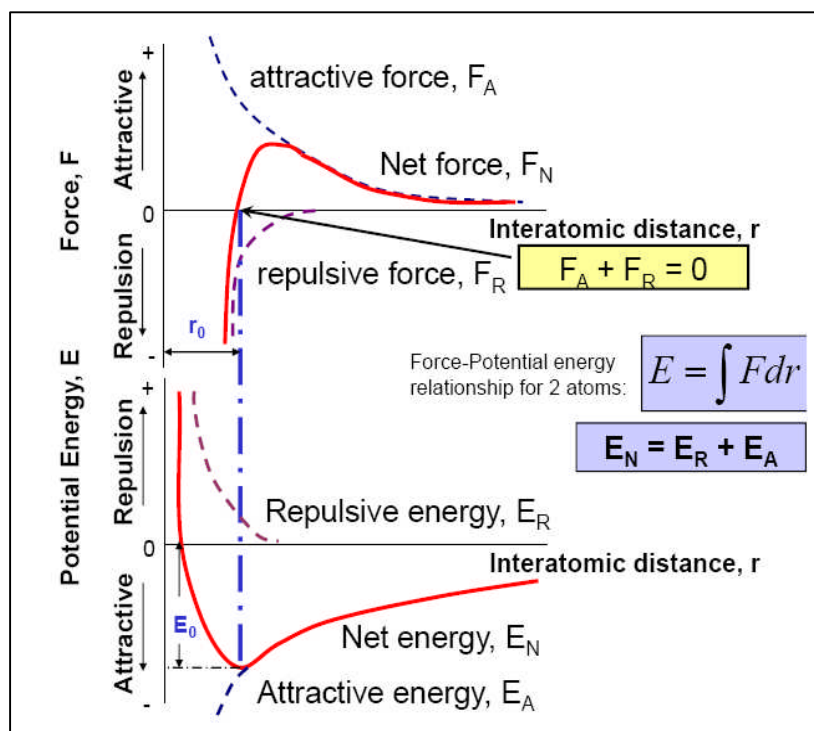 +
attractive force, F_A
Attractive
Force, F
Net force, F_N
0
Interatomic distance, r
F_A + F_R = 0
repulsive force, F_R
Repulsion
r_0
-
Force-Potential energy
relationship for 2 atoms:
E = ∫ Fdr
E_N = E_R + E_A
Potential Energy, E
+
Repulsion
Repulsive energy, E_R
0
Interatomic distance, r
E_0
Attractive
Net energy, E_N
Attractive energy, E_A
-